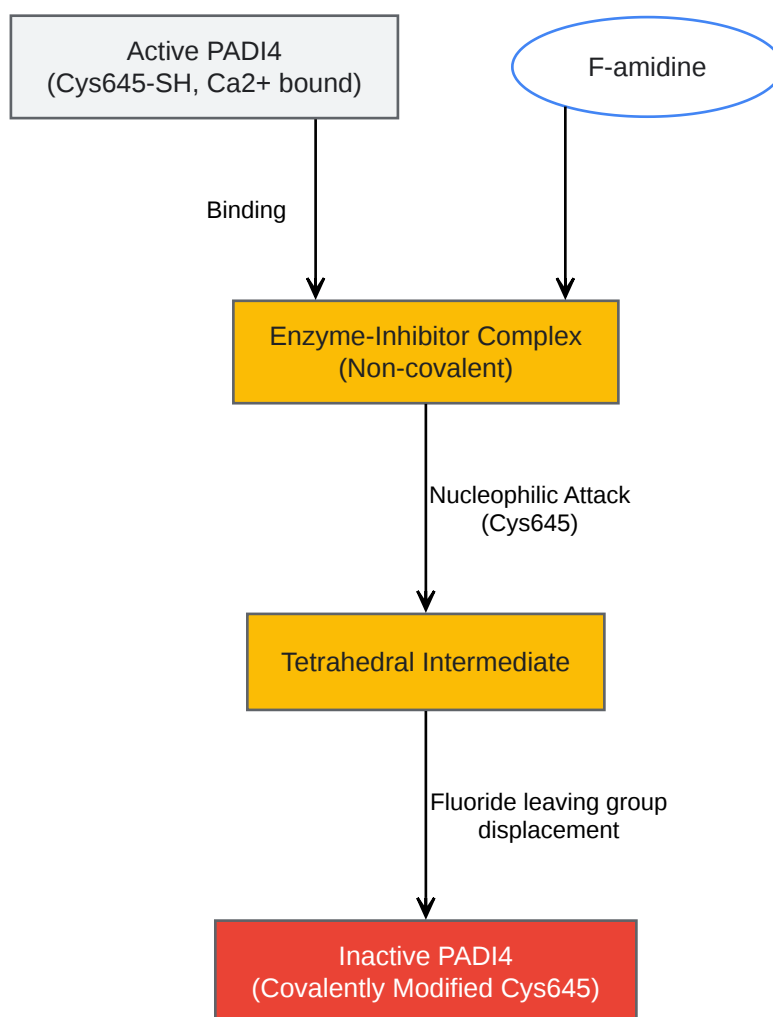 Active PADI4
(Cys645-SH, Ca2+ bound)
F-amidine
Binding
Enzyme-Inhibitor Complex
(Non-covalent)
Nucleophilic Attack
(Cys645)
Tetrahedral Intermediate
Fluoride leaving group
displacement
Inactive PADI4
(Covalently Modified Cys645)